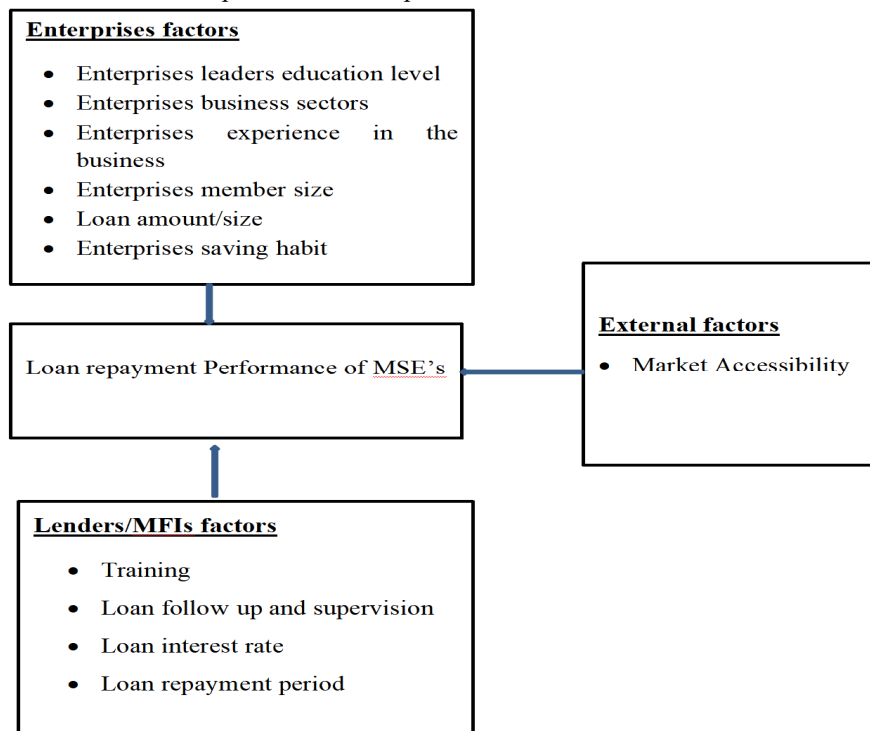 Enterprises factors
• Enterprises leaders education level
• Enterprises business sectors
• Enterprises experience in the
business
• Enterprises member size
• Loan amount/size
• Enterprises saving habit
Loan repayment Performance of MSE's
External factors
• Market Accessibility
Lenders/MFIs factors
• Training
• Loan follow up and supervision
• Loan interest rate
• Loan repayment period